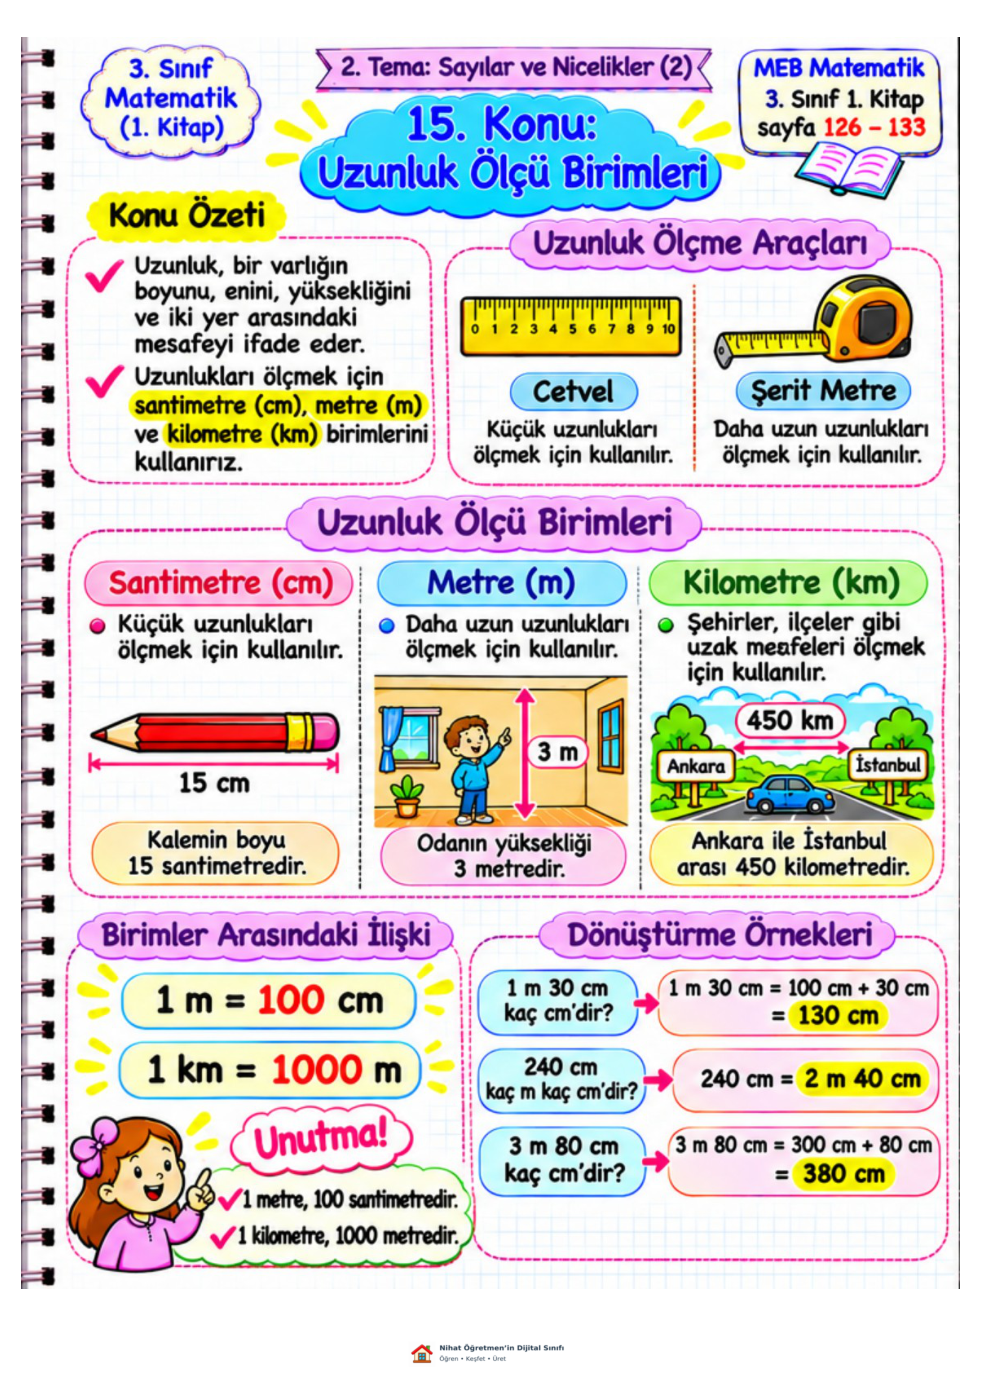 3. Sınıf
Matematik
(1. Kitap)
2. Tema: Sayılar ve Nicelikler (2)
15. Konu:
Uzunluk Ölçü Birimleri
MEB Matematik
3. Sınıf 1. Kitap
sayfa 126 – 133
Konu Özeti
Uzunluk, bir varlığın
boyunu, enini, yüksekliğini
ve iki yer arasındaki
mesafeyi ifade eder.
Uzunlukları ölçmek için
santimetre (cm), metre (m)
ve kilometre (km) birimlerini
kullanırız.
Uzunluk Ölçme Araçları
0 1 2 3 4 5 6 7 8 9 10
Cetvel
Küçük uzunlukları
ölçmek için kullanılır.
Şerit Metre
Daha uzun uzunlukları
ölçmek için kullanılır.
Uzunluk Ölçü Birimleri
Santimetre (cm)
Küçük uzunlukları
ölçmek için kullanılır.
15 cm
Kalemin boyu
15 santimetredir.
Metre (m)
Daha uzun uzunlukları
ölçmek için kullanılır.
3 m
Odanın yüksekliği
3 metredir.
Kilometre (km)
Şehirler, ilçeler gibi
uzak mesafeleri ölçmek
için kullanılır.
450 km
Ankara
İstanbul
Ankara ile İstanbul
arası 450 kilometredir.
Birimler Arasındaki İlişki
1 m = 100 cm
1 km = 1000 m
Unutma!
1 metre, 100 santimetredir.
1 kilometre, 1000 metredir.
Dönüştürme Örnekleri
1 m 30 cm
kaç cm'dir?
1 m 30 cm = 100 cm + 30 cm
= 130 cm
240 cm
kaç m kaç cm'dir?
240 cm = 2 m 40 cm
3 m 80 cm
kaç cm'dir?
3 m 80 cm = 300 cm + 80 cm
= 380 cm
Nihat Öğretmen'in Dijital Sınıfı
Öğren • Keşfet • Üret